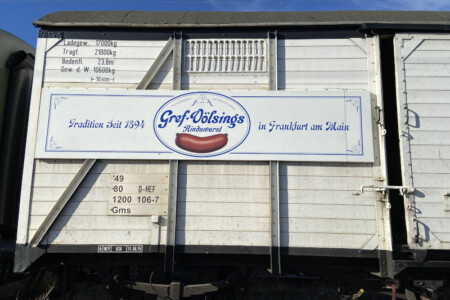 Ladegew. 17000kg
Tragf. 21000kg
Bodenfl. 23.8m²
Gew. d. W 10600kg
Tradition Seit 1894
Gref-Völsings
Rindswurst
in Frankfurt am Main
49
80 D-HEF
1200 106-7
Gms